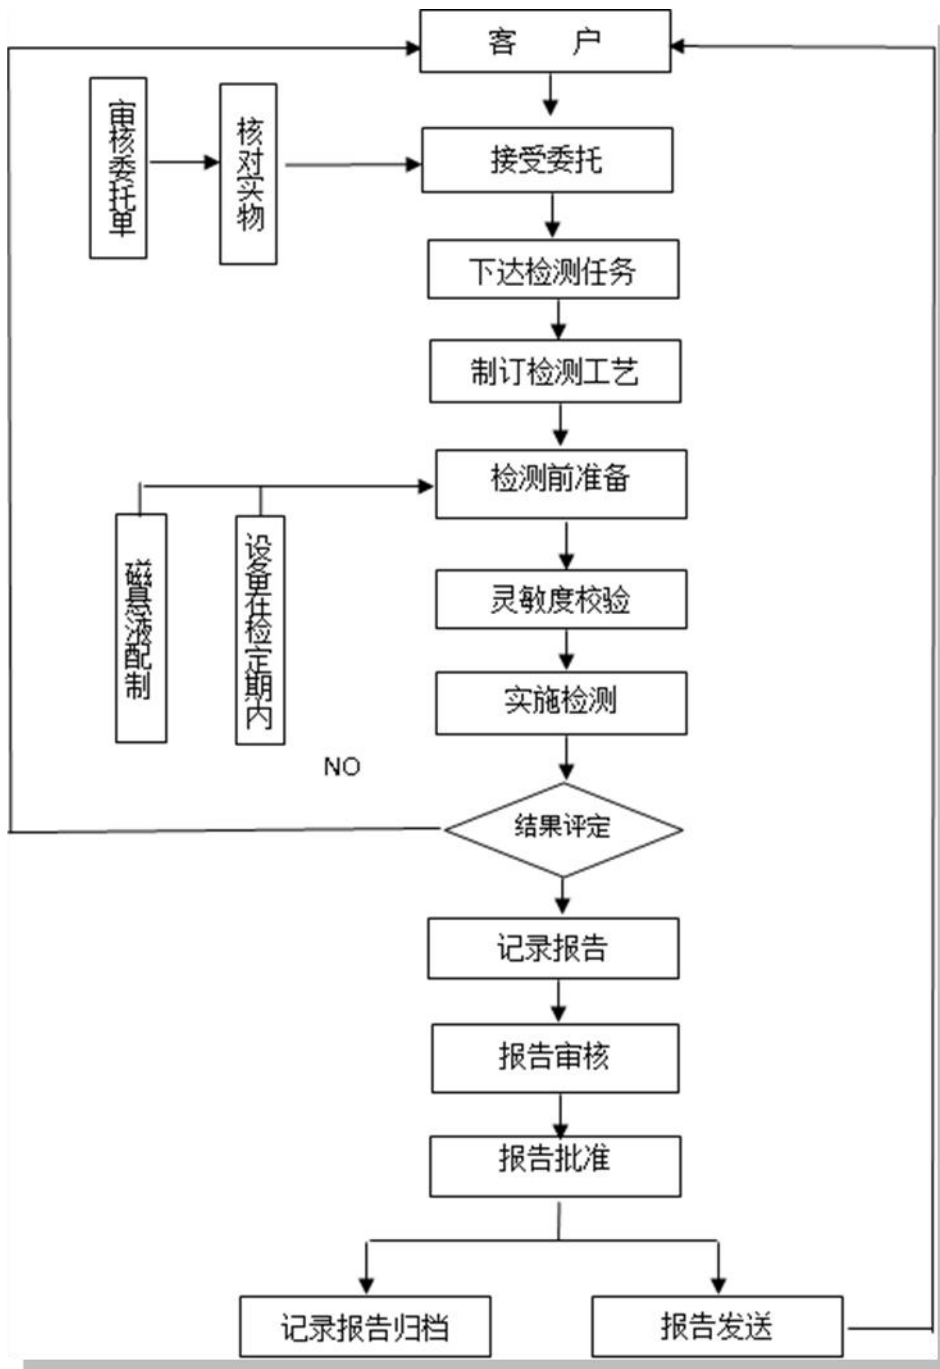 客 户
审核委托单
核对实物
接受委托
下达检测任务
制订检测工艺
检测前准备
磁悬液配制
设备在检定期内
灵敏度校验
实施检测
NO
结果评定
记录报告
报告审核
报告批准
记录报告归档
报告发送